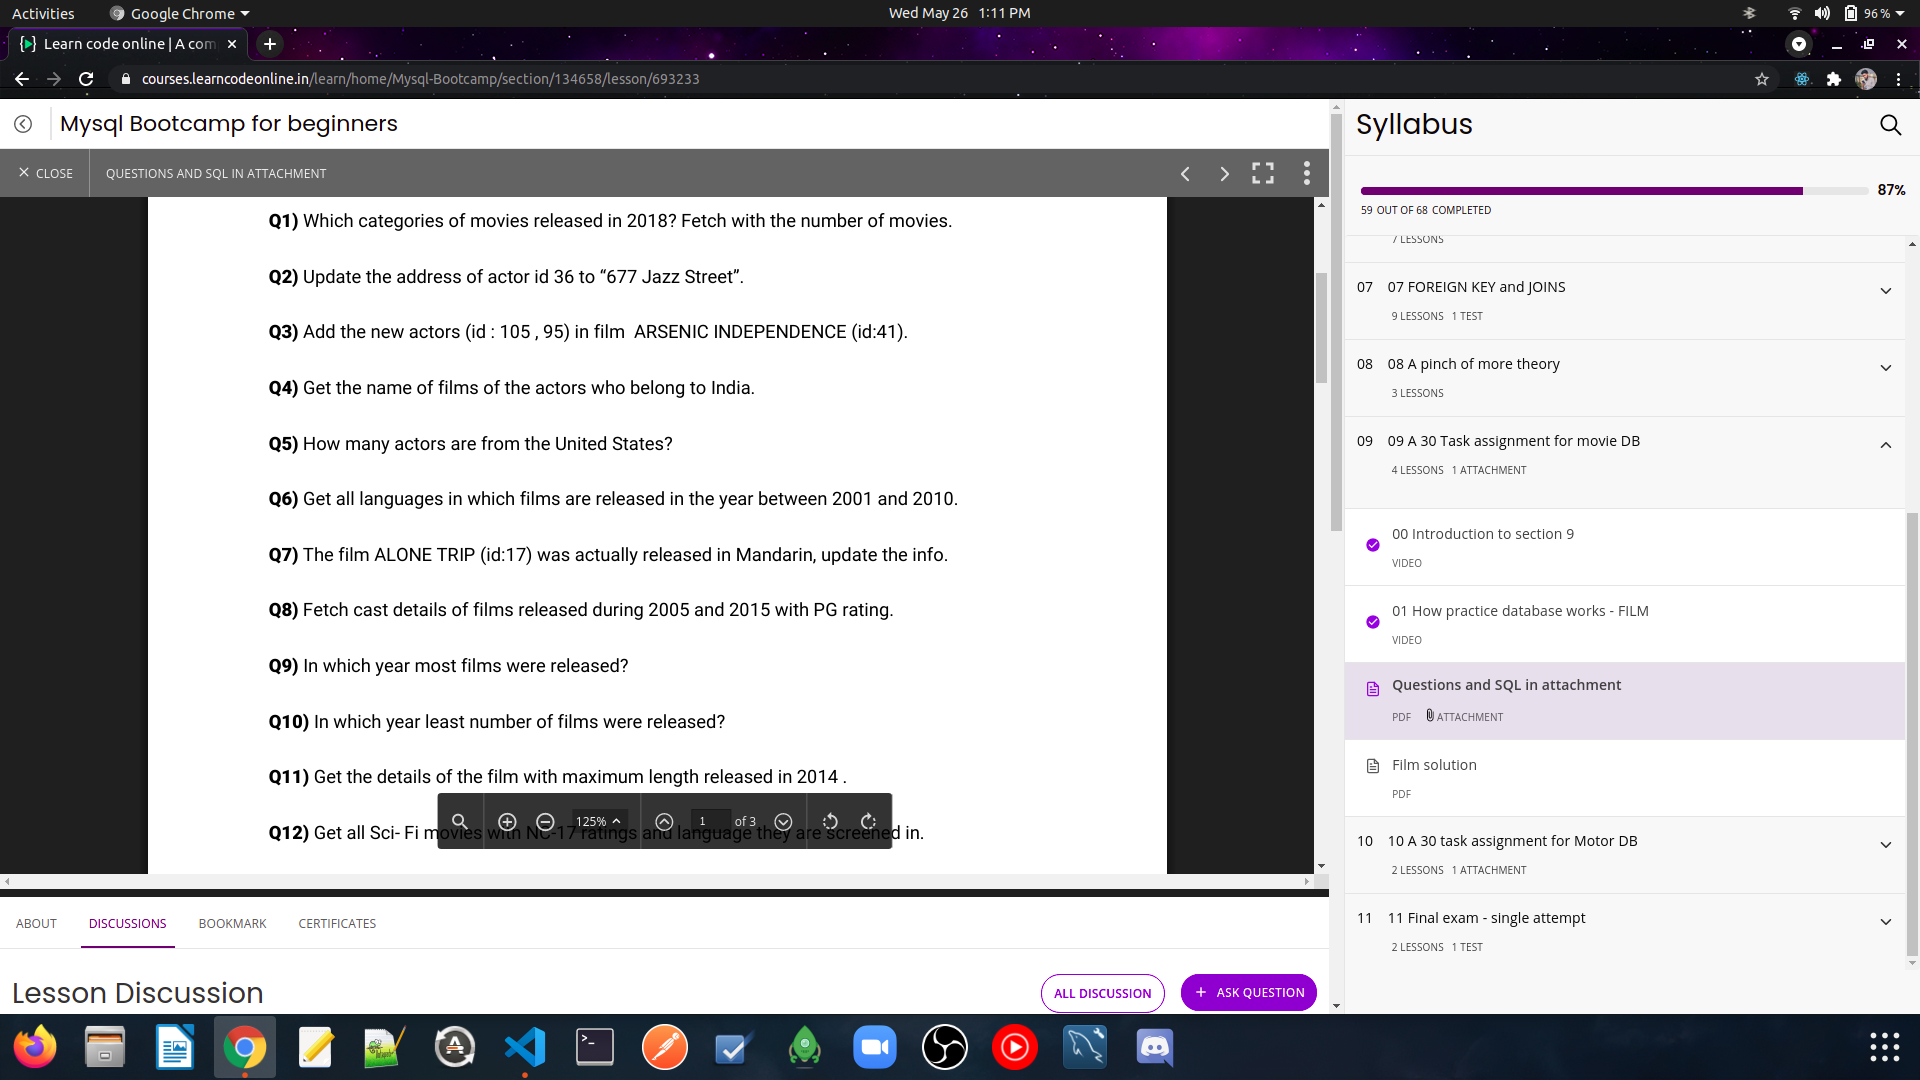 Activities
Google Chrome
Wed May 26 1:11 PM
96 %
Learn code online | A com
courses.learncodeonline.in/learn/home/Mysql-Bootcamp/section/134658/lesson/693233
Mysql Bootcamp for beginners
CLOSE
QUESTIONS AND SQL IN ATTACHMENT
Q1) Which categories of movies released in 2018? Fetch with the number of movies.
Q2) Update the address of actor id 36 to “677 Jazz Street”.
Q3) Add the new actors (id : 105 , 95) in film ARSENIC INDEPENDENCE (id:41).
Q4) Get the name of films of the actors who belong to India.
Q5) How many actors are from the United States?
Q6) Get all languages in which films are released in the year between 2001 and 2010.
Q7) The film ALONE TRIP (id:17) was actually released in Mandarin, update the info.
Q8) Fetch cast details of films released during 2005 and 2015 with PG rating.
Q9) In which year most films were released?
Q10) In which year least number of films were released?
Q11) Get the details of the film with maximum length released in 2014 .
Q12) Get all Sci- Fi movies with NC-17 ratings and language they are screened in.
125%
1 of 3
ABOUT
DISCUSSIONS
BOOKMARK
CERTIFICATES
Lesson Discussion
ALL DISCUSSION
+ ASK QUESTION
Syllabus
87%
59 OUT OF 68 COMPLETED
7 LESSONS
07 07 FOREIGN KEY and JOINS
9 LESSONS 1 TEST
08 08 A pinch of more theory
3 LESSONS
09 09 A 30 Task assignment for movie DB
4 LESSONS 1 ATTACHMENT
00 Introduction to section 9
VIDEO
01 How practice database works - FILM
VIDEO
Questions and SQL in attachment
PDF ATTACHMENT
Film solution
PDF
10 10 A 30 task assignment for Motor DB
2 LESSONS 1 ATTACHMENT
11 11 Final exam - single attempt
2 LESSONS 1 TEST